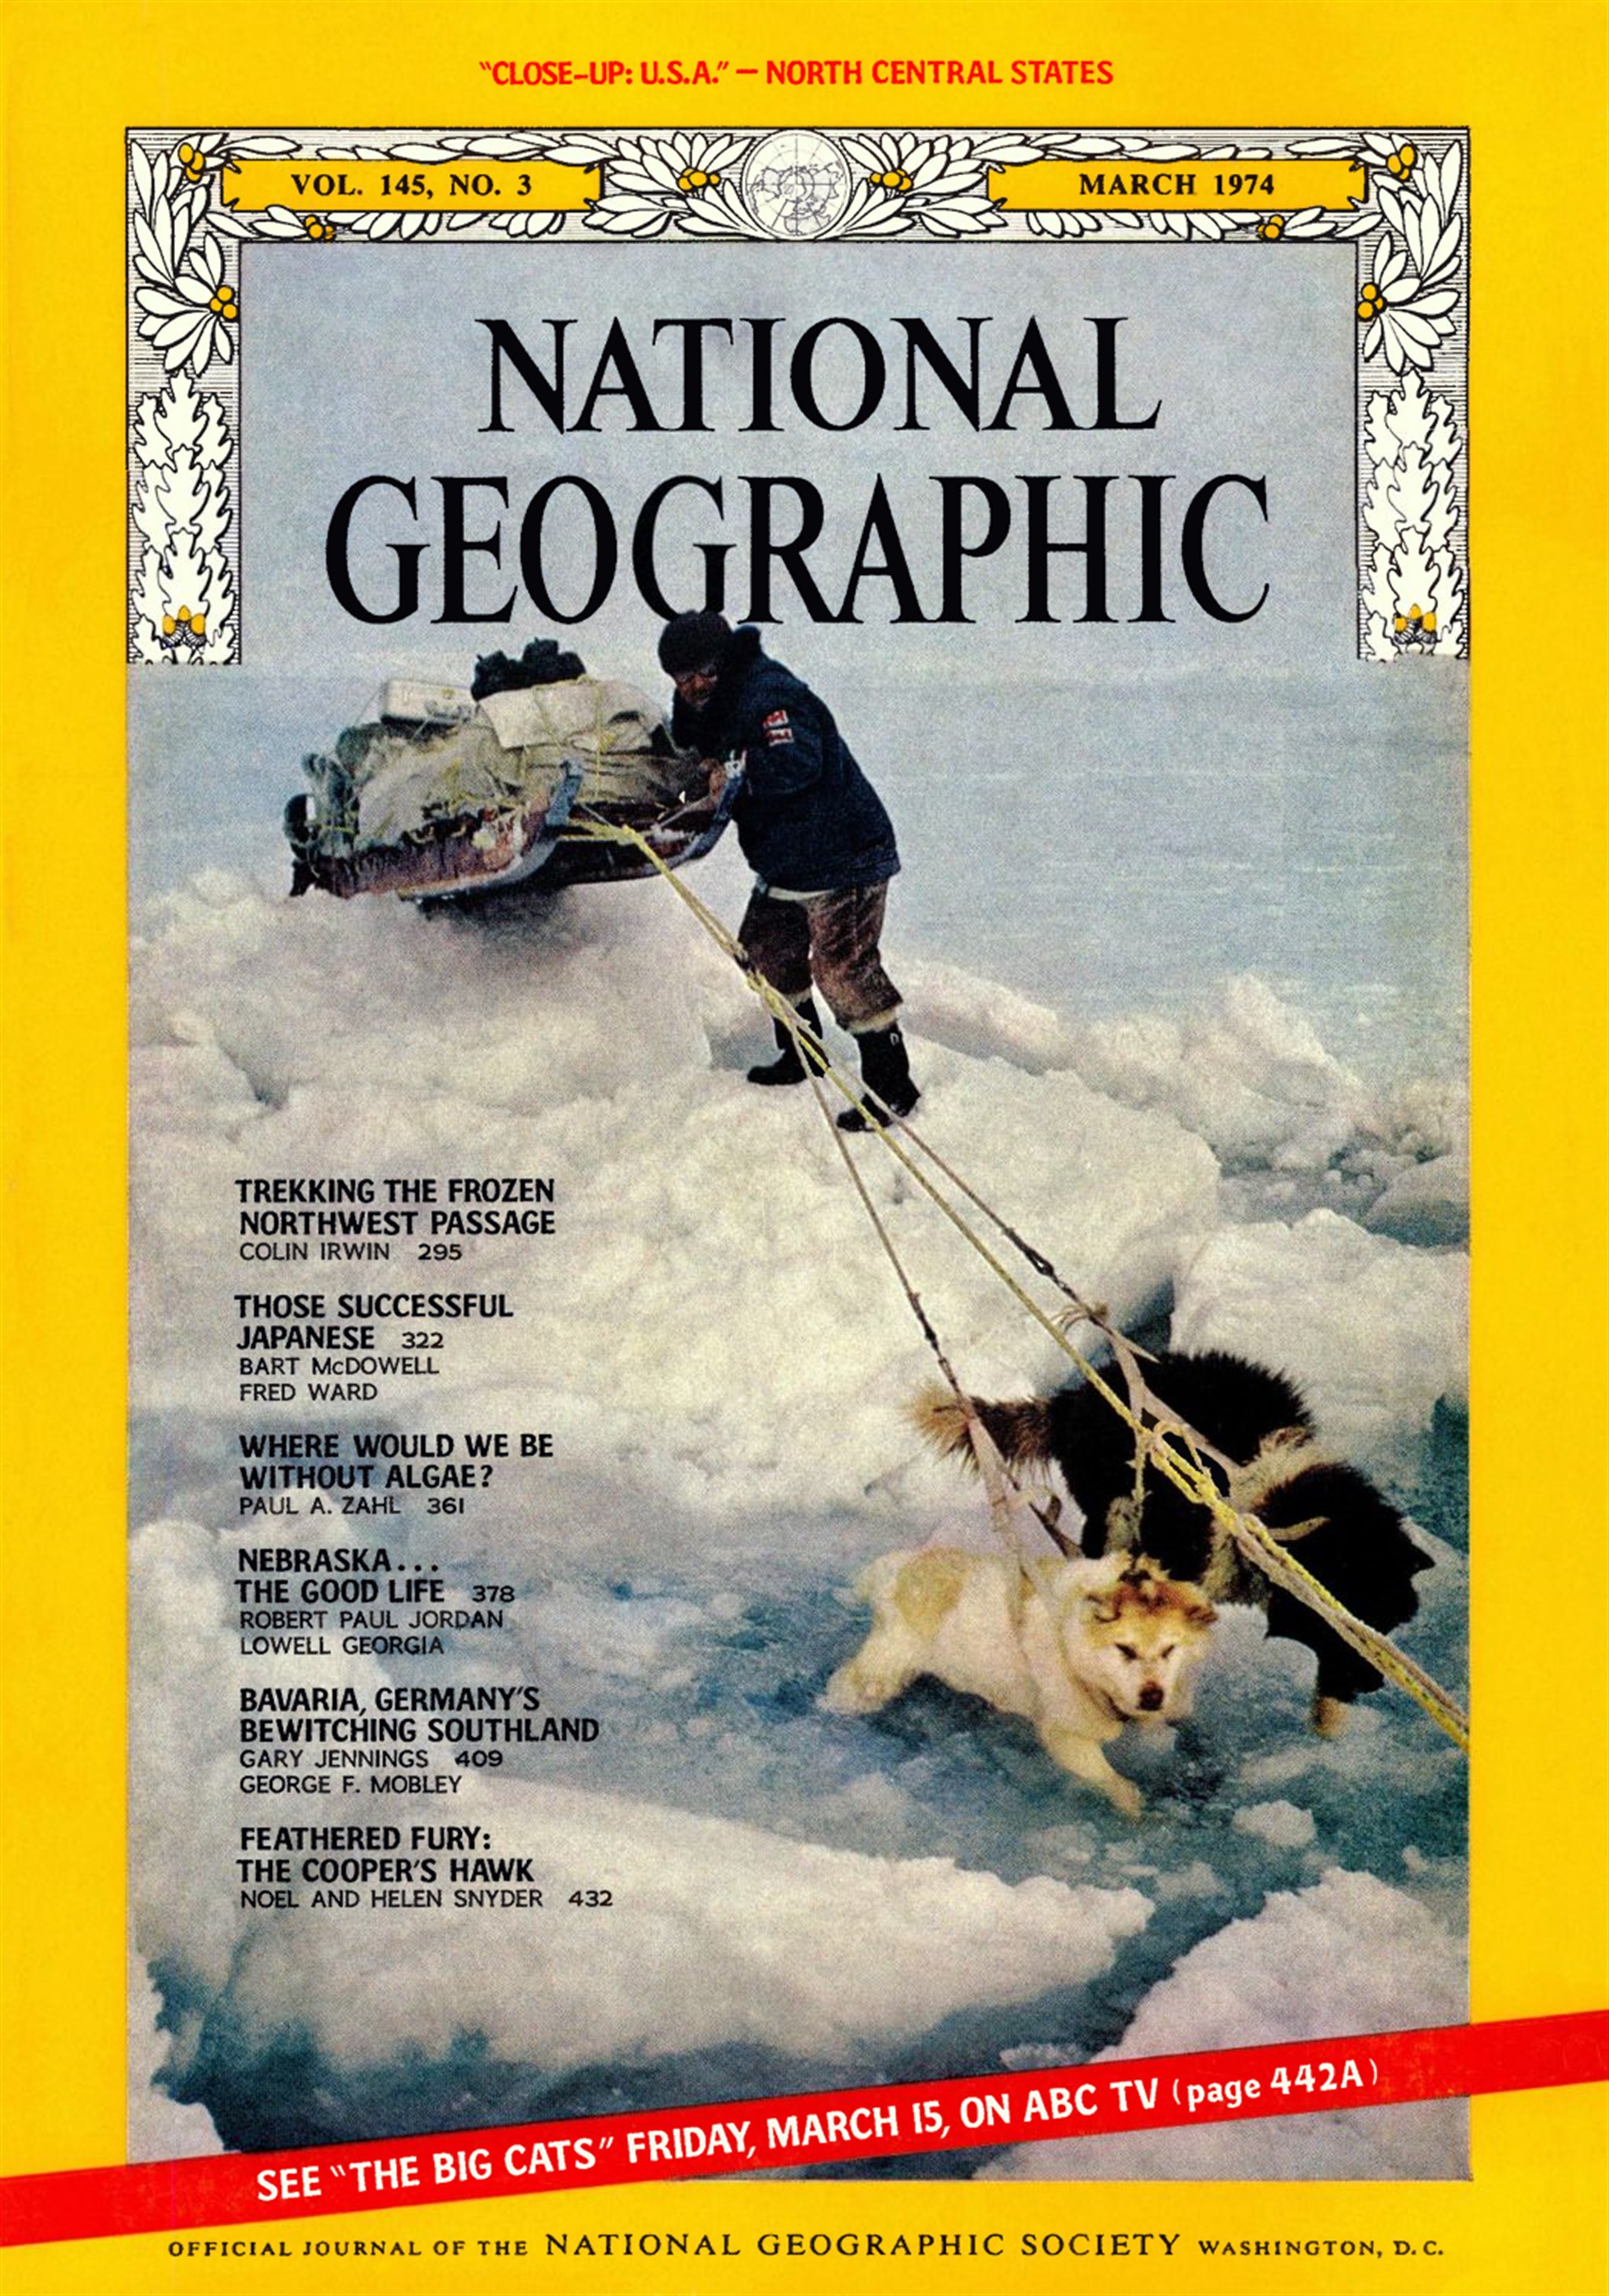 "CLOSE-UP: U.S.A." — NORTH CENTRAL STATES
VOL. 145, NO. 3
MARCH 1974
NATIONAL
GEOGRAPHIC
TREKKING THE FROZEN
NORTHWEST PASSAGE
COLIN IRWIN 295
THOSE SUCCESSFUL
JAPANESE 322
BART McDOWELL
FRED WARD
WHERE WOULD WE BE
WITHOUT ALGAE?
PAUL A. ZAHL 361
NEBRASKA...
THE GOOD LIFE 378
ROBERT PAUL JORDAN
LOWELL GEORGIA
BAVARIA, GERMANY'S
BEWITCHING SOUTHLAND
GARY JENNINGS 409
GEORGE F. MOBLEY
FEATHERED FURY:
THE COOPER'S HAWK
NOEL AND HELEN SNYDER 432
SEE "THE BIG CATS" FRIDAY, MARCH 15, ON ABC TV (page 442A)
OFFICIAL JOURNAL OF THE NATIONAL GEOGRAPHIC SOCIETY WASHINGTON, D.C.